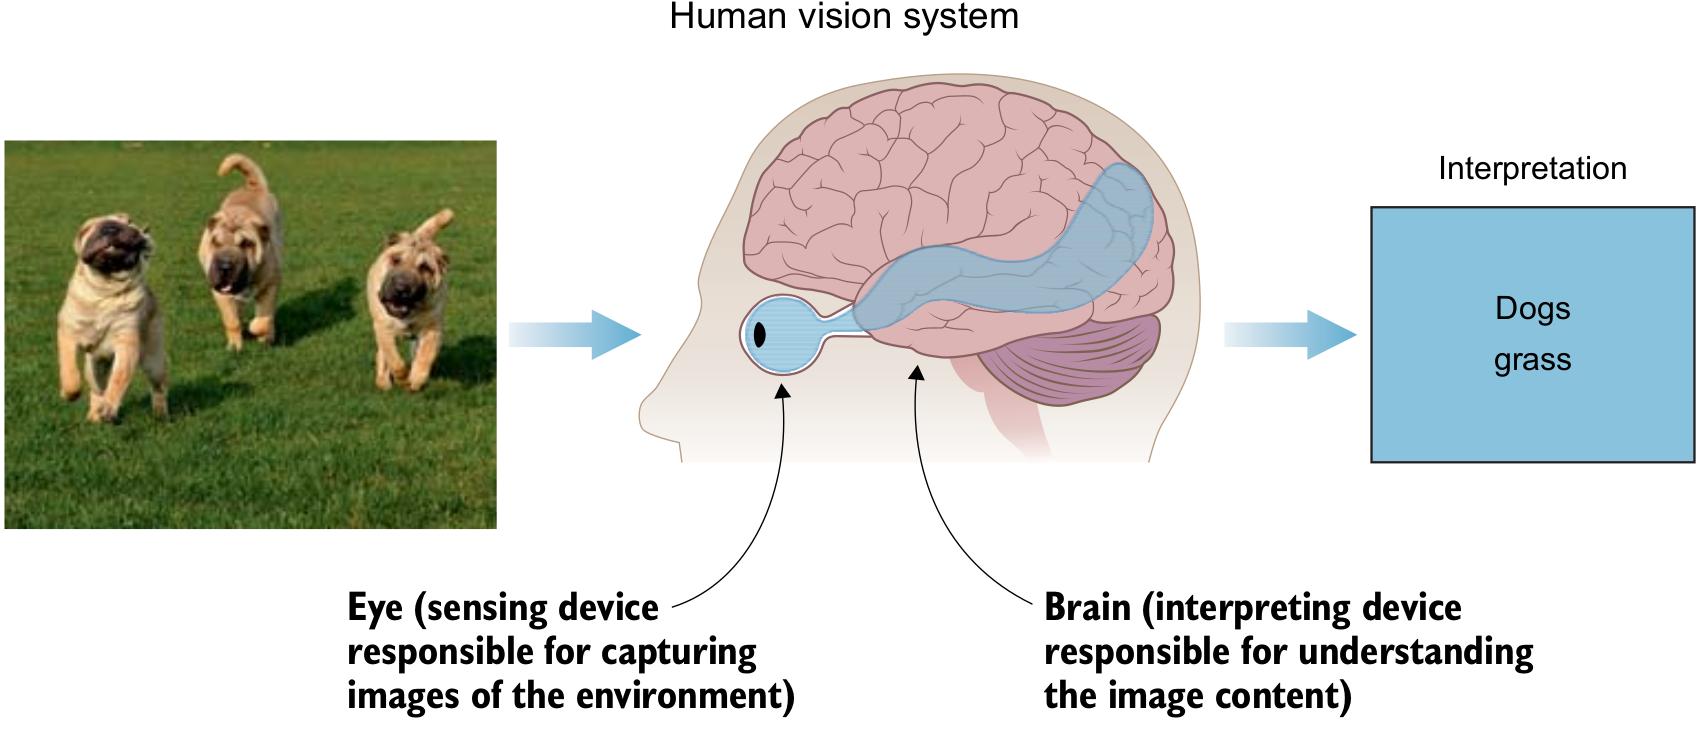 Human vision system
Interpretation
Dogs
grass
Eye (sensing device
responsible for capturing
images of the environment)
Brain (interpreting device
responsible for understanding
the image content)